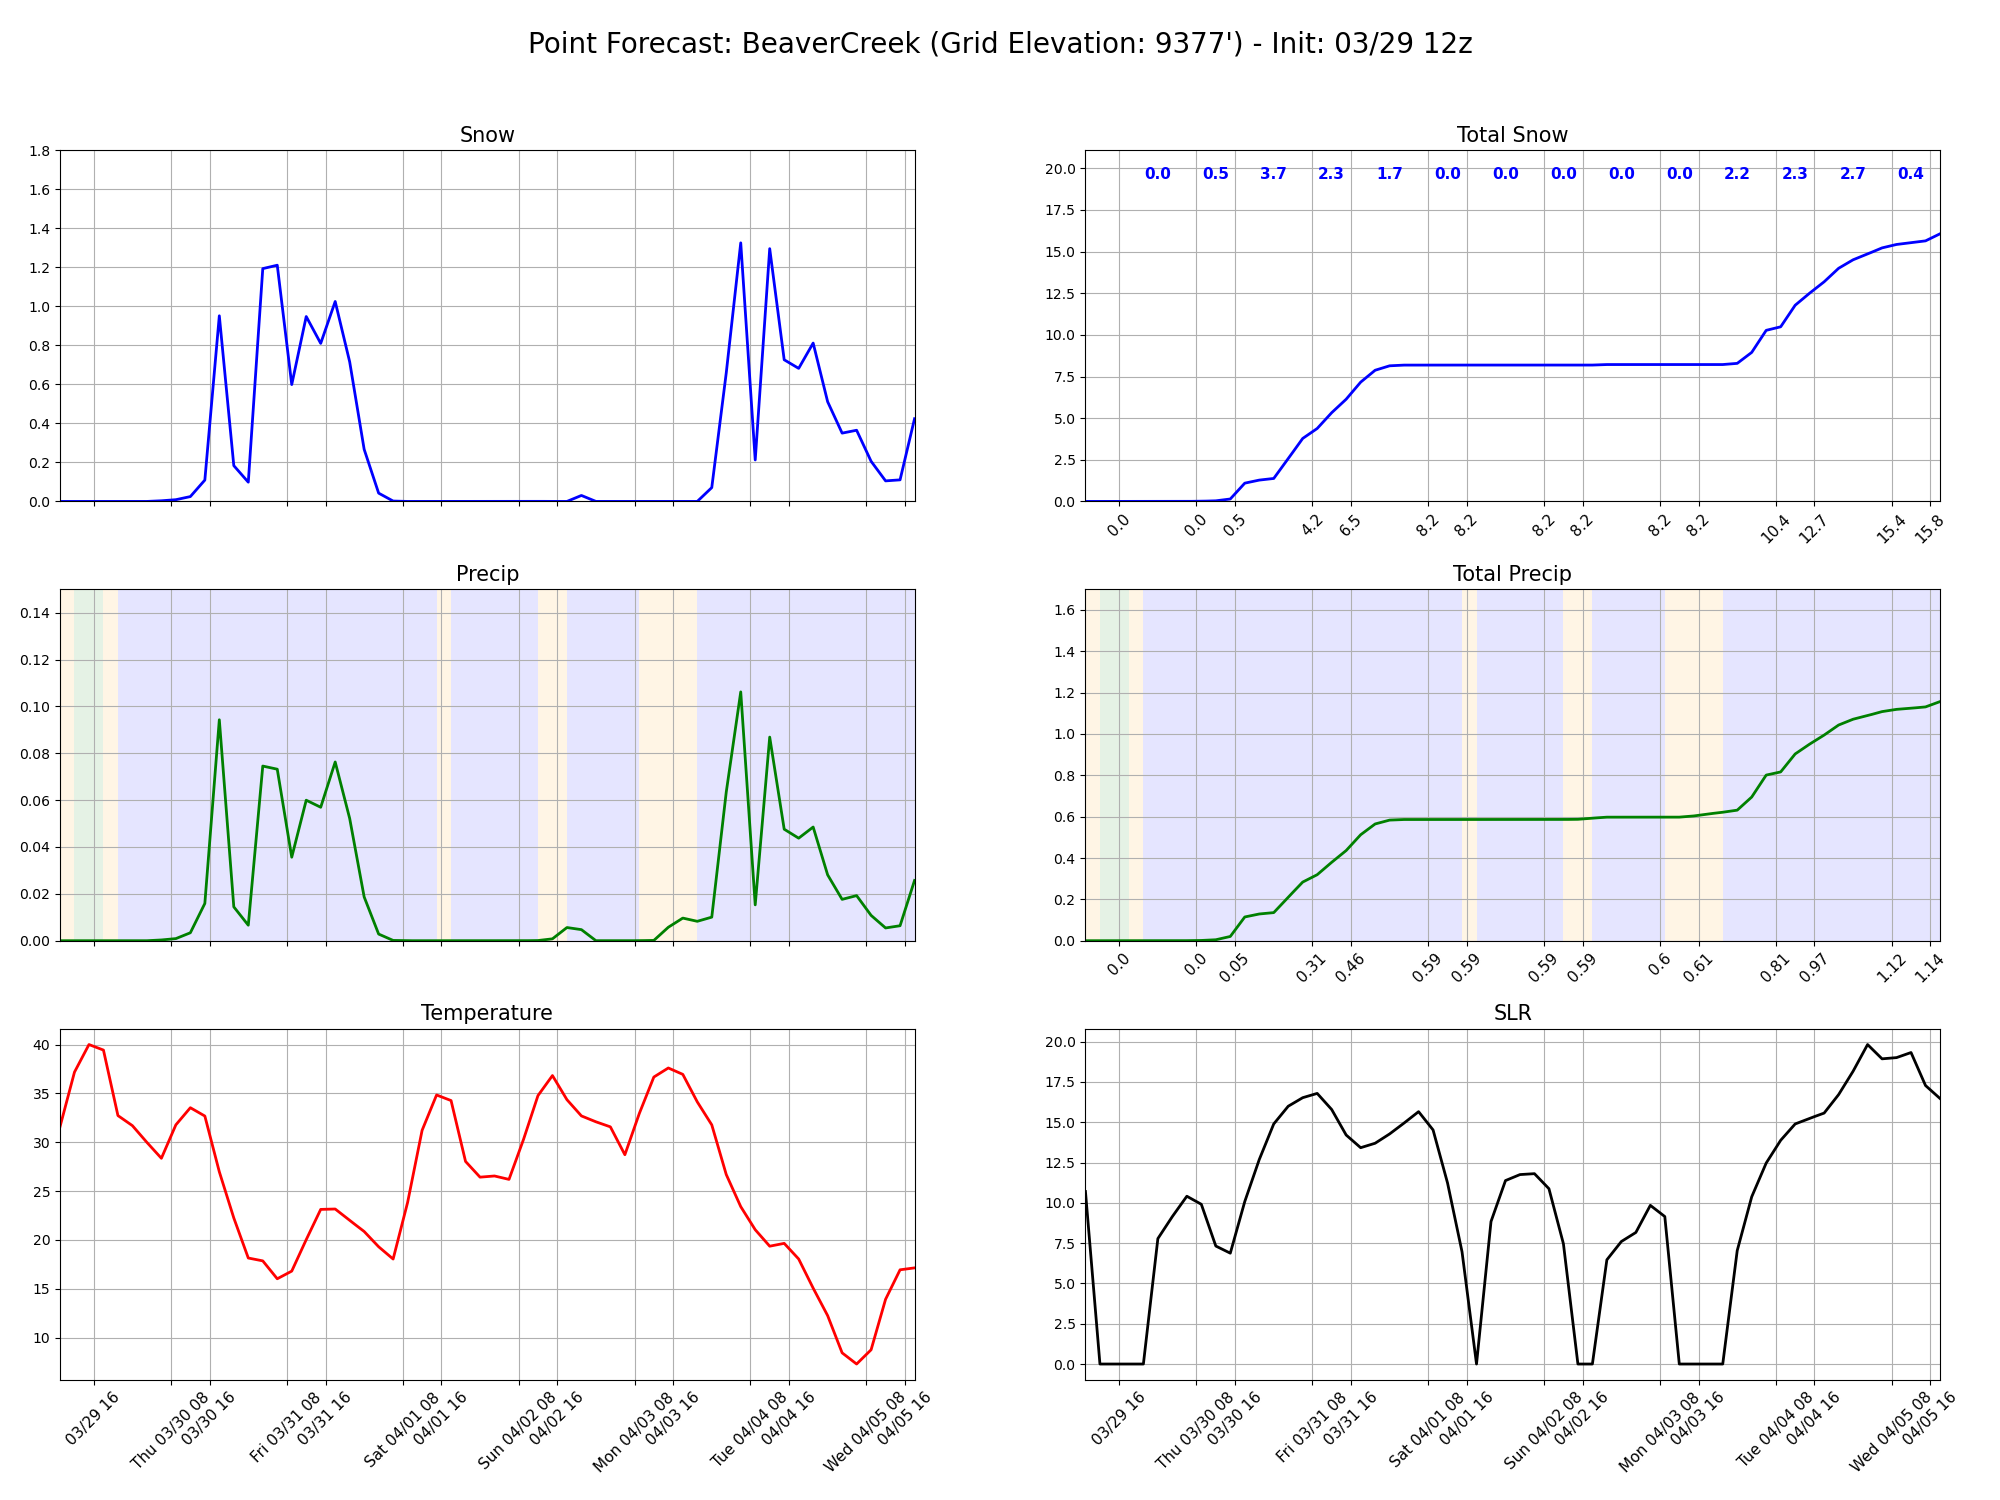 Point Forecast: BeaverCreek (Grid Elevation: 9377') - Init: 03/29 12z
Snow
1.8
1.6
1.4
1.2
1.0
0.8
0.6
0.4
0.2
0.0
Total Snow
20.0
17.5
15.0
12.5
10.0
7.5
5.0
2.5
0.0
0.0 0.5 3.7 2.3 1.7 0.0 0.0 0.0 0.0 0.0 2.2 2.3 2.7 0.4
0.0 0.0 0.5 4.2 6.5 8.2 8.2 8.2 8.2 8.2 8.2 10.4 12.7 15.4 15.8
Precip
0.14
0.12
0.10
0.08
0.06
0.04
0.02
0.00
Total Precip
1.6
1.4
1.2
1.0
0.8
0.6
0.4
0.2
0.0
0.0 0.0 0.05 0.31 0.46 0.59 0.59 0.59 0.59 0.6 0.61 0.81 0.97 1.12 1.14
Temperature
40
35
30
25
20
15
10
03/29 16
Thu 03/30 08
03/30 16
Fri 03/31 08
03/31 16
Sat 04/01 08
04/01 16
Sun 04/02 08
04/02 16
Mon 04/03 08
04/03 16
Tue 04/04 08
04/04 16
Wed 04/05 08
04/05 16
SLR
20.0
17.5
15.0
12.5
10.0
7.5
5.0
2.5
0.0
03/29 16
Thu 03/30 08
03/30 16
Fri 03/31 08
03/31 16
Sat 04/01 08
04/01 16
Sun 04/02 08
04/02 16
Mon 04/03 08
04/03 16
Tue 04/04 08
04/04 16
Wed 04/05 08
04/05 16